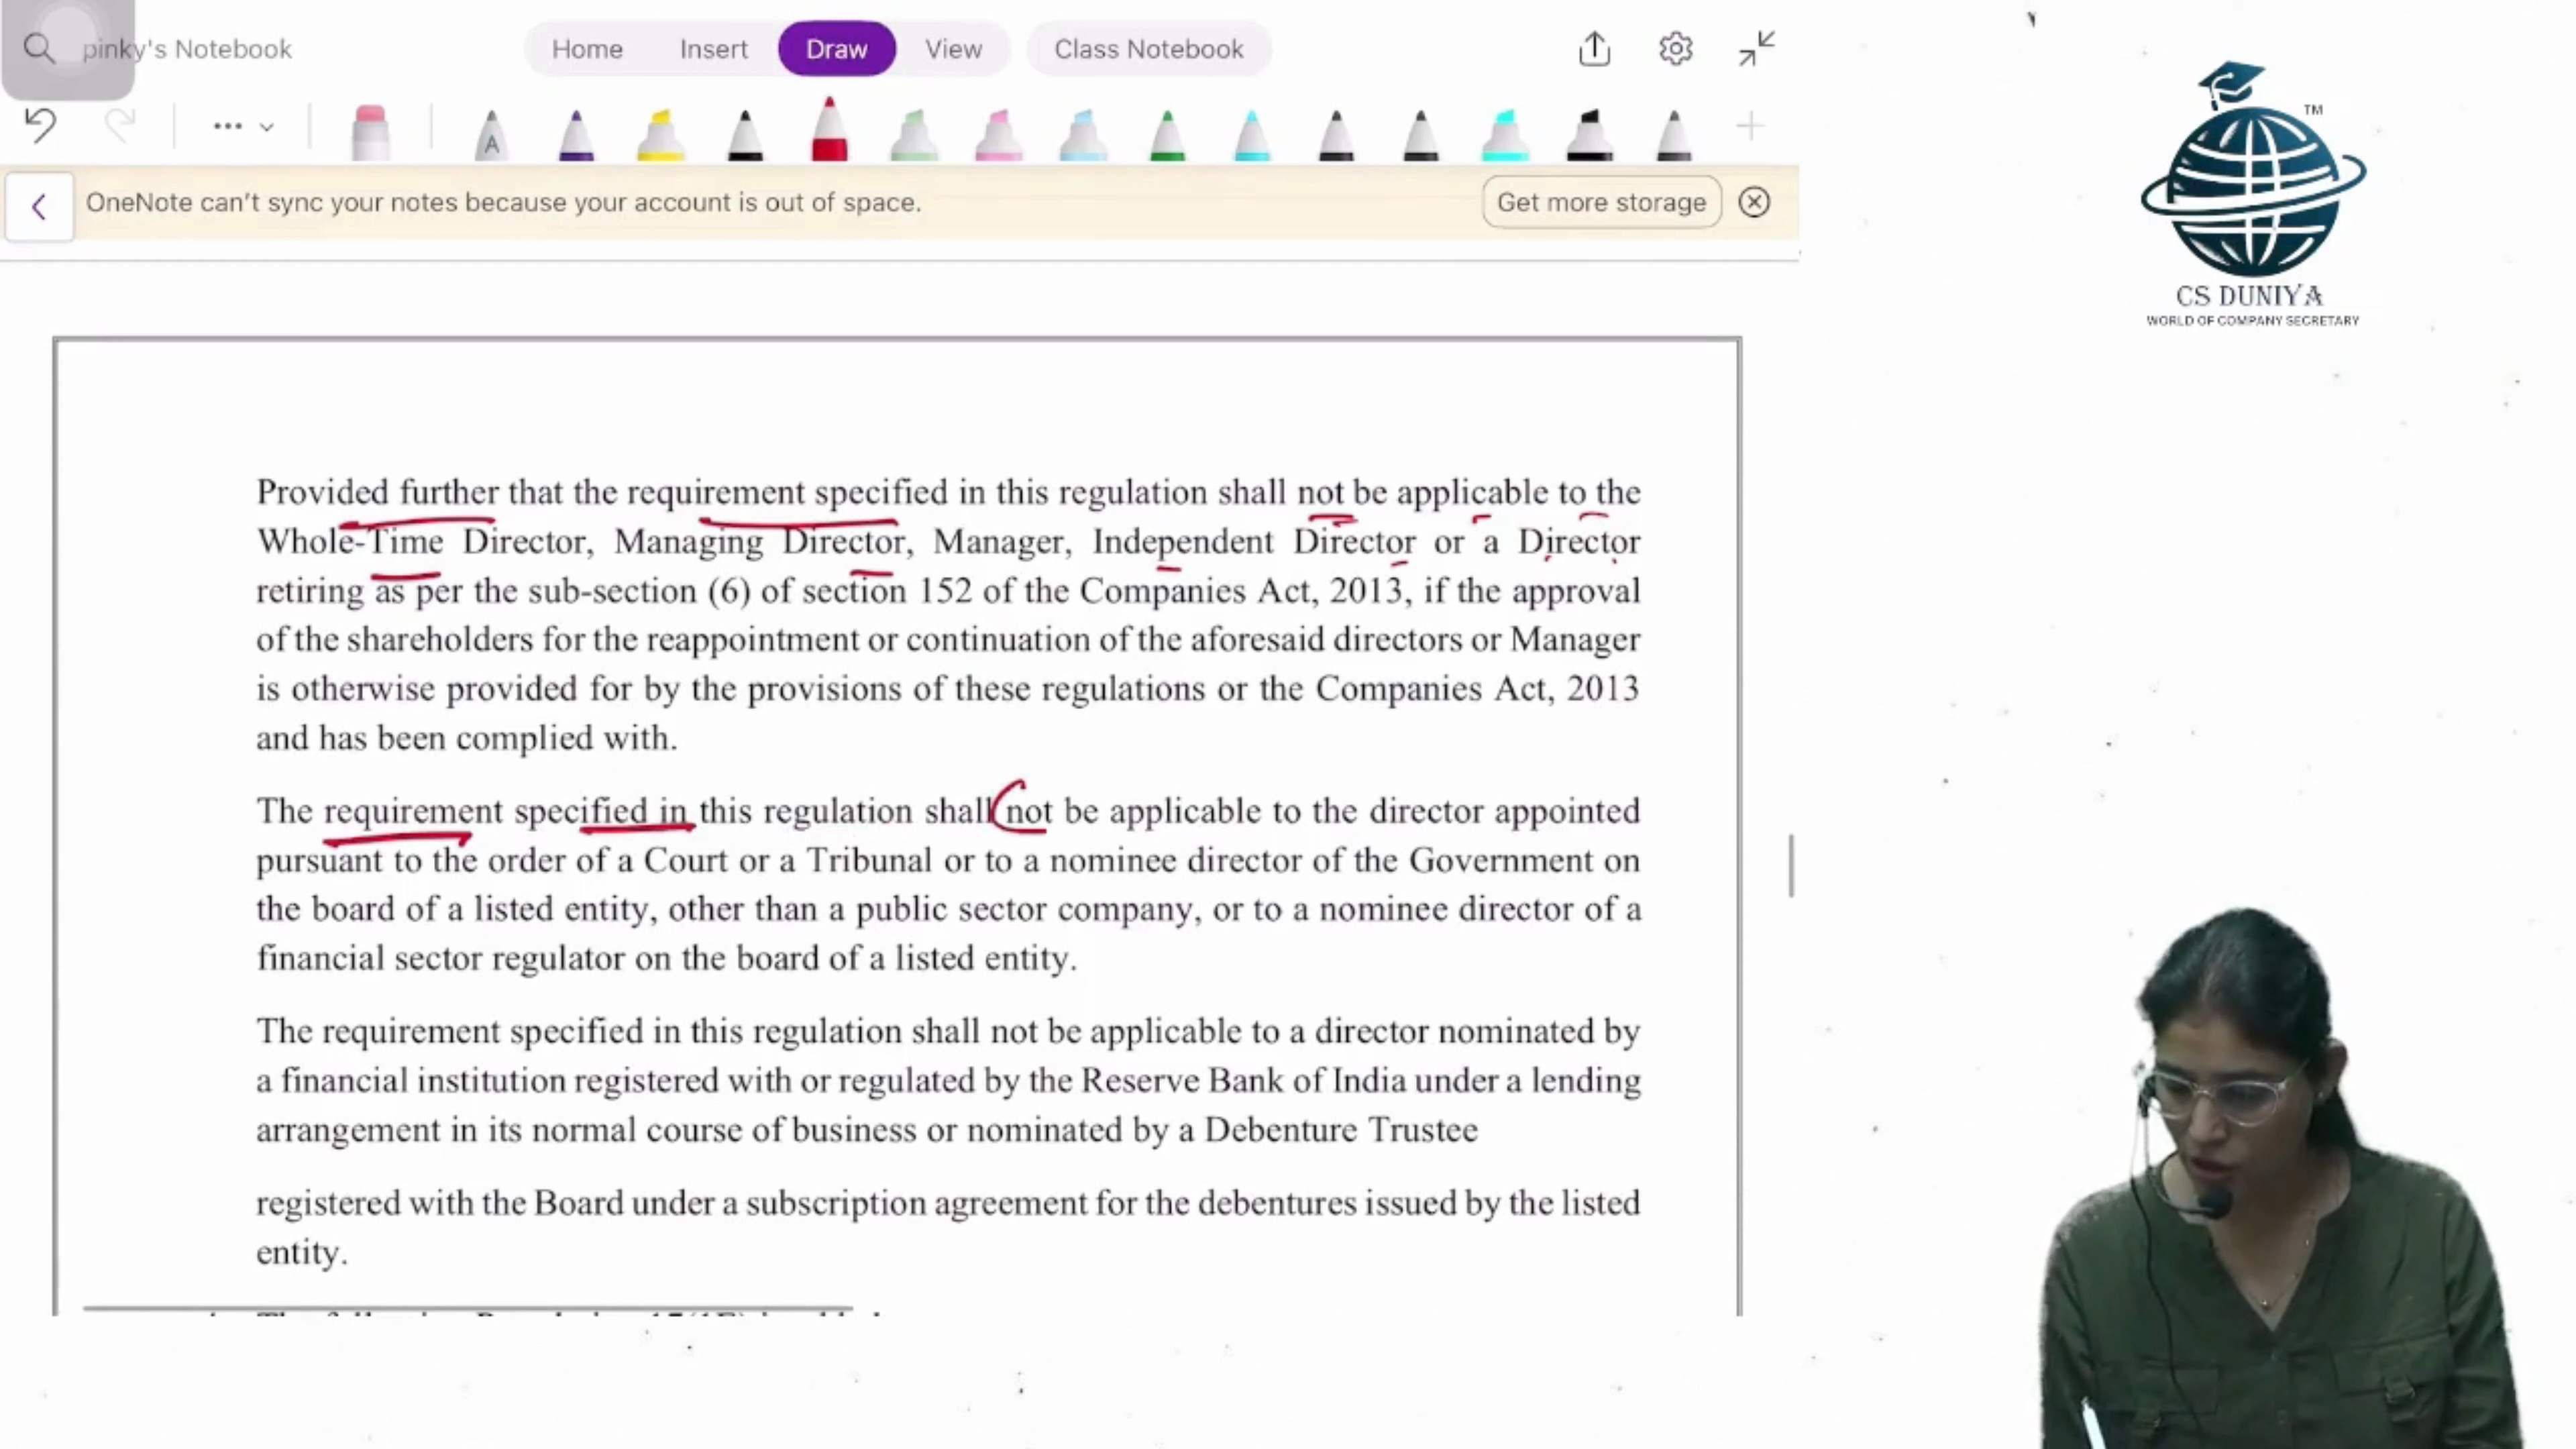 pinky's Notebook
Home Insert Draw View Class Notebook
A
OneNote can't sync your notes because your account is out of space.
Get more storage
TM
CS DUNIYA
WORLD OF COMPANY SECRETARY
Provided further that the requirement specified in this regulation shall not be applicable to the
Whole-Time Director, Managing Director, Manager, Independent Director or a Director
retiring as per the sub-section (6) of section 152 of the Companies Act, 2013, if the approval
of the shareholders for the reappointment or continuation of the aforesaid directors or Manager
is otherwise provided for by the provisions of these regulations or the Companies Act, 2013
and has been complied with.
The requirement specified in this regulation shall not be applicable to the director appointed
pursuant to the order of a Court or a Tribunal or to a nominee director of the Government on
the board of a listed entity, other than a public sector company, or to a nominee director of a
financial sector regulator on the board of a listed entity.
The requirement specified in this regulation shall not be applicable to a director nominated by
a financial institution registered with or regulated by the Reserve Bank of India under a lending
arrangement in its normal course of business or nominated by a Debenture Trustee
registered with the Board under a subscription agreement for the debentures issued by the listed
entity.